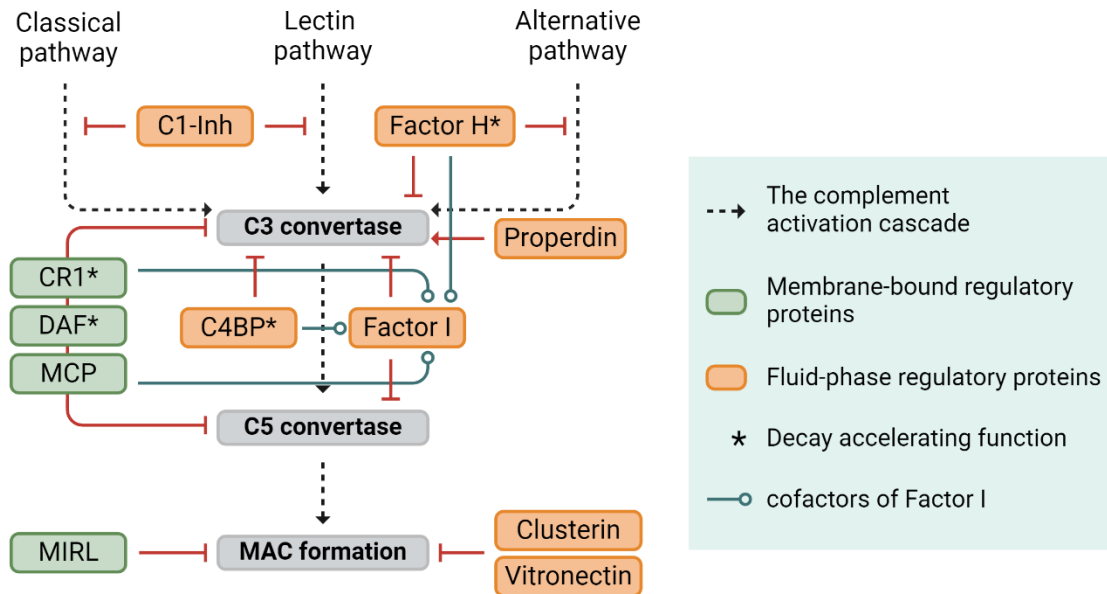 Classical
pathway
Lectin
pathway
Alternative
pathway
C1-Inh
Factor H*
C3 convertase
Properdin
CR1*
DAF*
MCP
C4BP*
Factor I
C5 convertase
MIRL
MAC formation
Clusterin
Vitronectin
The complement
activation cascade
Membrane-bound regulatory
proteins
Fluid-phase regulatory proteins
* Decay accelerating function
cofactors of Factor I